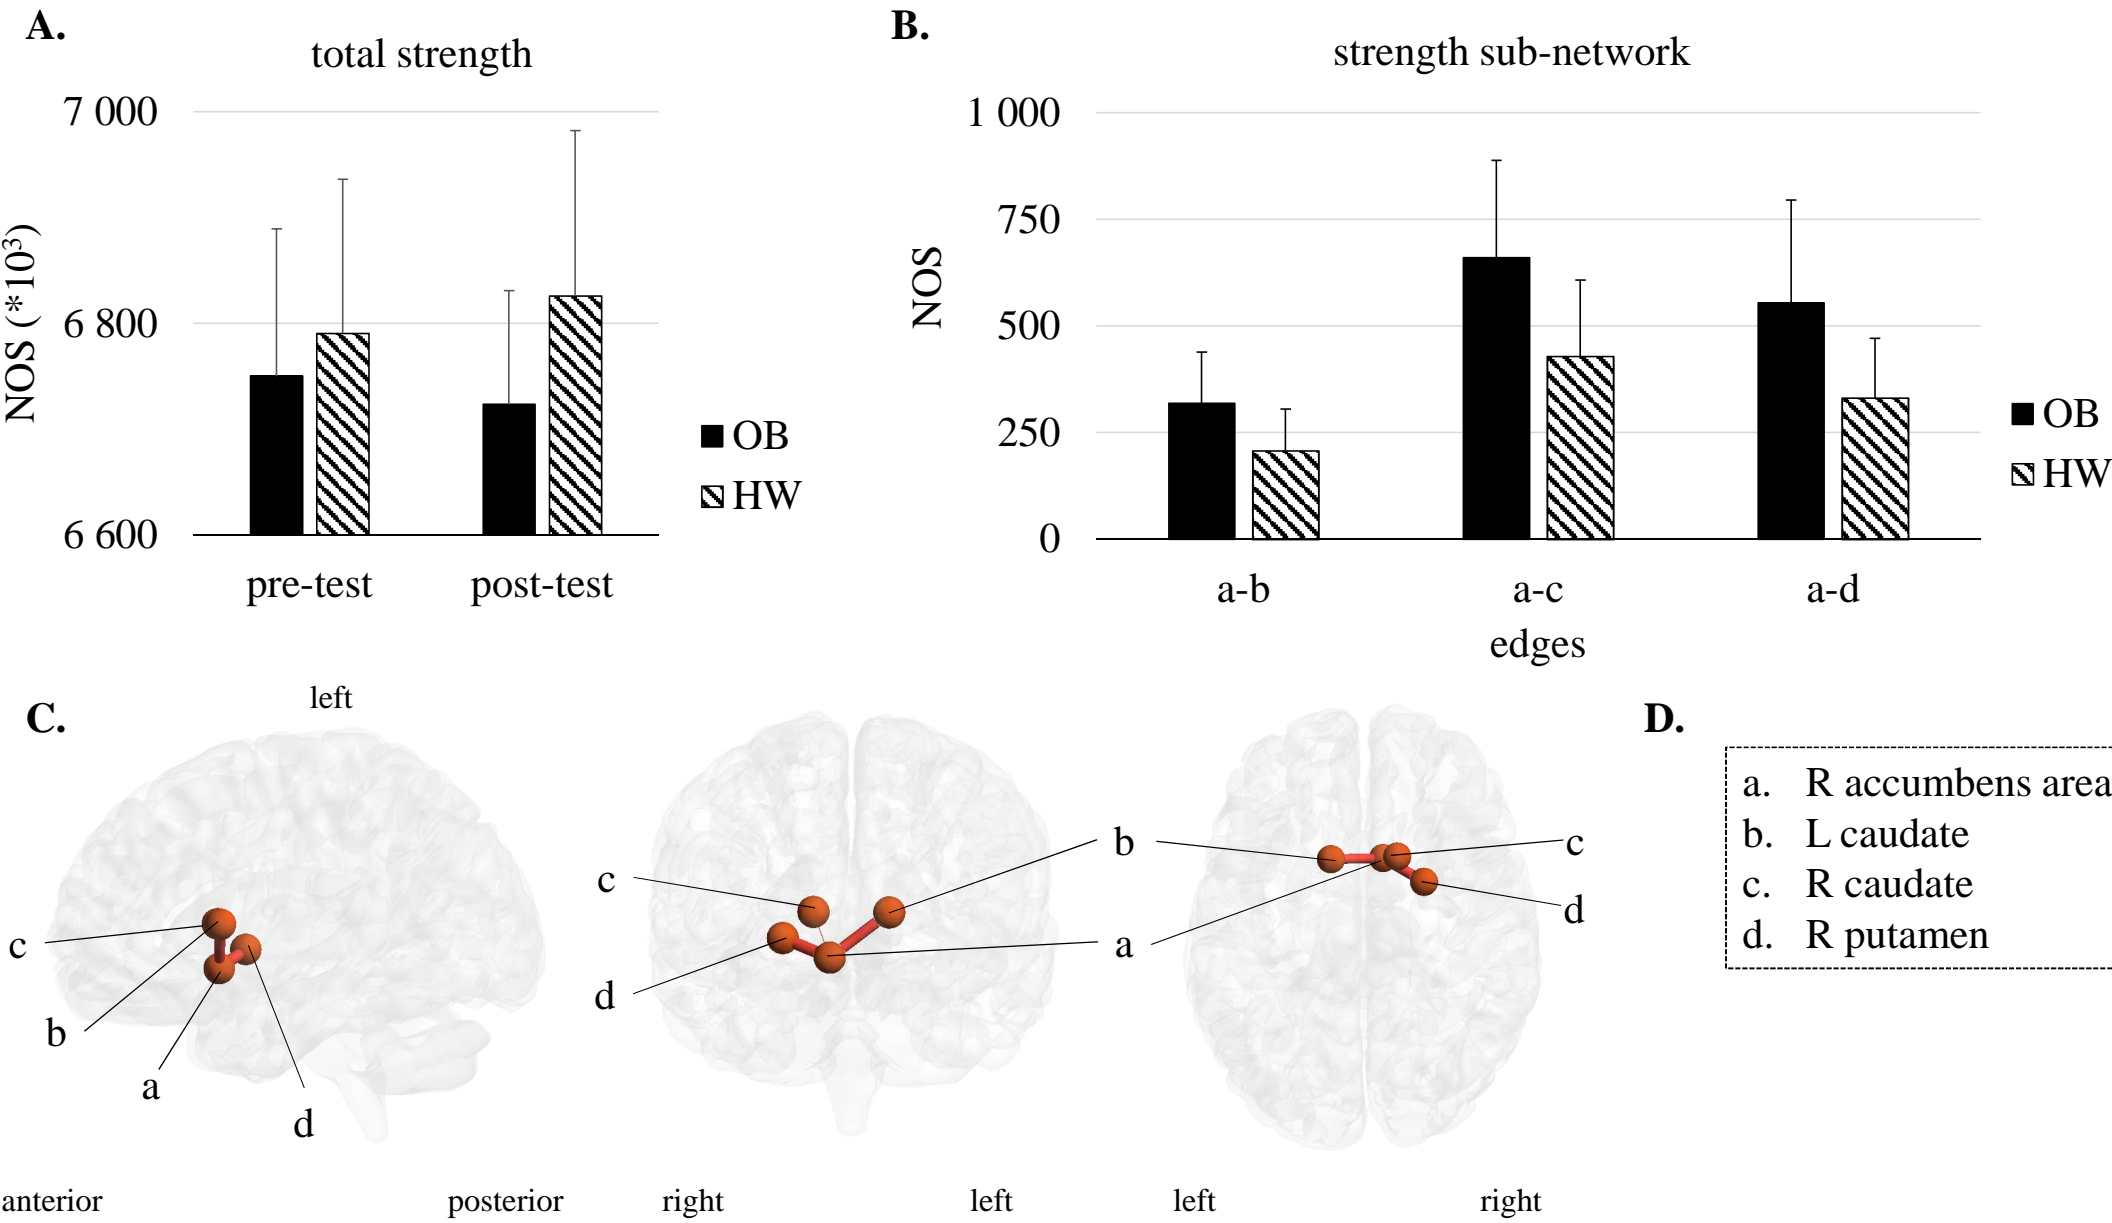 A.
total strength
7 000
6 800
6 600
NOS (*10³)
pre-test
post-test
OB
HW
B.
strength sub-network
1 000
750
500
250
0
NOS
a-b
a-c
a-d
edges
OB
HW
C.
left
c
b
a
d
anterior
posterior
c
d
right
left
b
a
c
d
left
right
D.
a. R accumbens area
b. L caudate
c. R caudate
d. R putamen